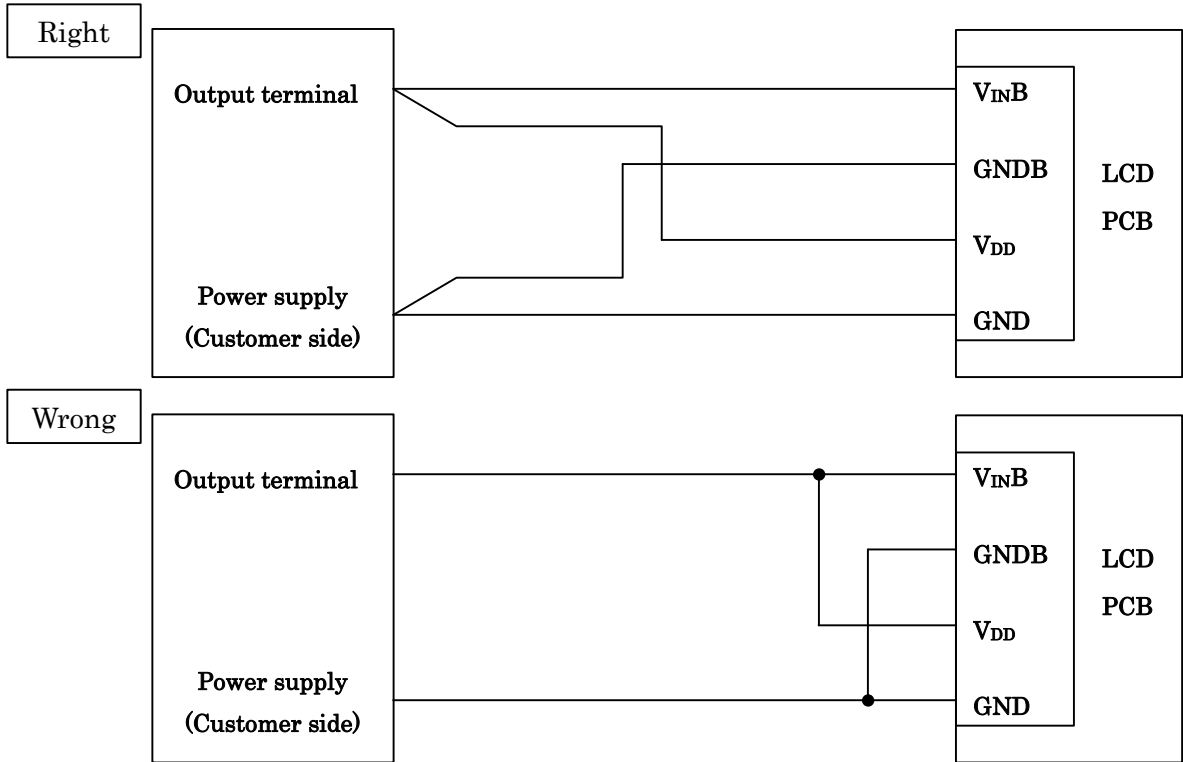 Right
Output terminal
Power supply
(Customer side)
VINB
GNDB
VDD
GND
LCD
PCB
Wrong
Output terminal
Power supply
(Customer side)
VINB
GNDB
VDD
GND
LCD
PCB